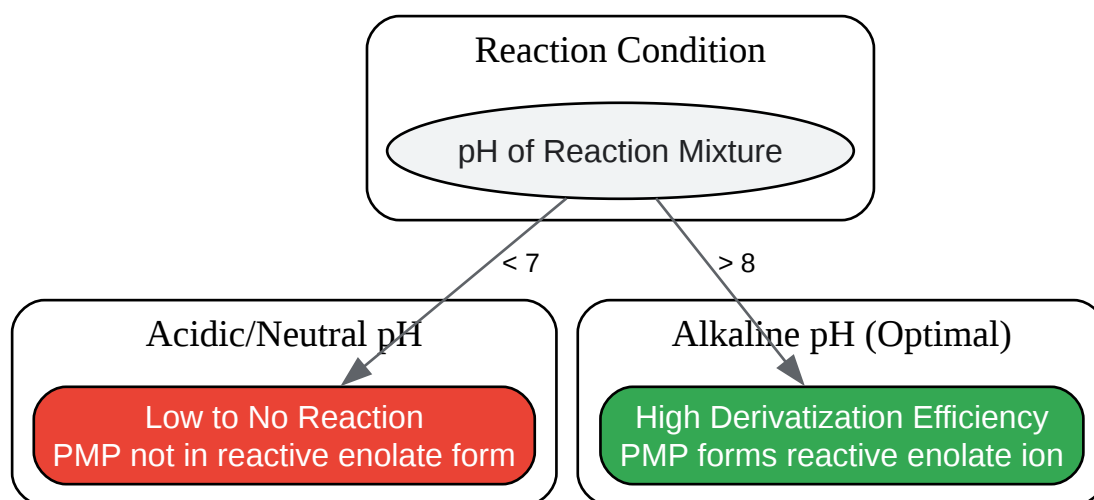 Reaction Condition
pH of Reaction Mixture
< 7
> 8
Acidic/Neutral pH
Alkaline pH (Optimal)
Low to No Reaction
PMP not in reactive enolate form
High Derivatization Efficiency
PMP forms reactive enolate ion